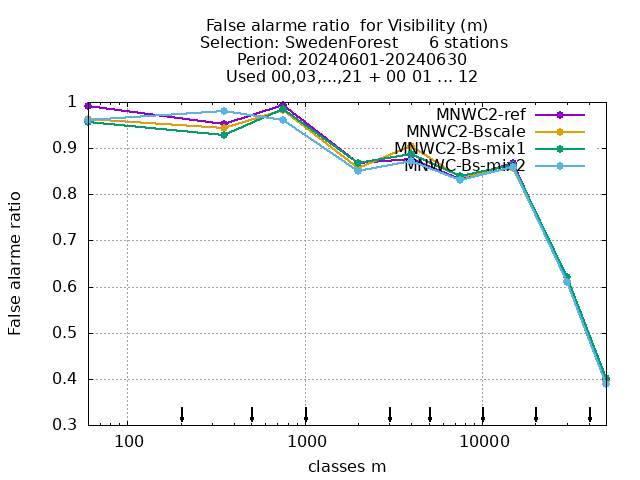 False alarme ratio  for Visibility (m)
Selection: SwedenForest      6 stations
Period: 20240601-20240630
Used 00,03,...,21 + 00 01 ... 12
1
0.9
0.8
0.7
0.6
0.5
0.4
0.3
False alarme ratio
MNWC2-ref
MNWC2-Bscale
MNWC2-Bs-mix1
MNWC-Bs-mix2
100
1000
10000
classes m